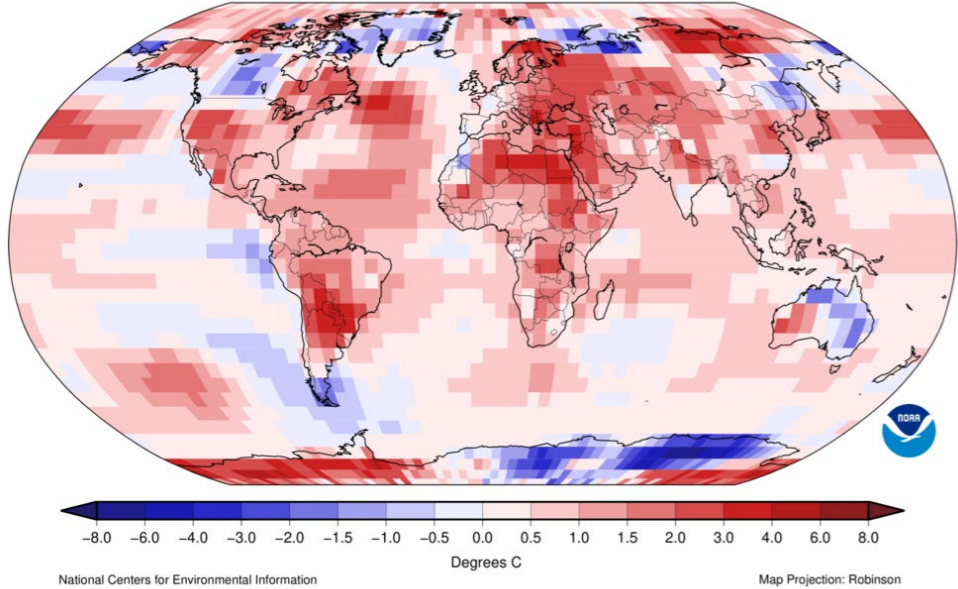 NOAA
−8.0 −6.0 −4.0 −3.0 −2.0 −1.5 −1.0 −0.5 0.0 0.5 1.0 1.5 2.0 3.0 4.0 6.0 8.0
Degrees C
National Centers for Environmental Information Map Projection: Robinson